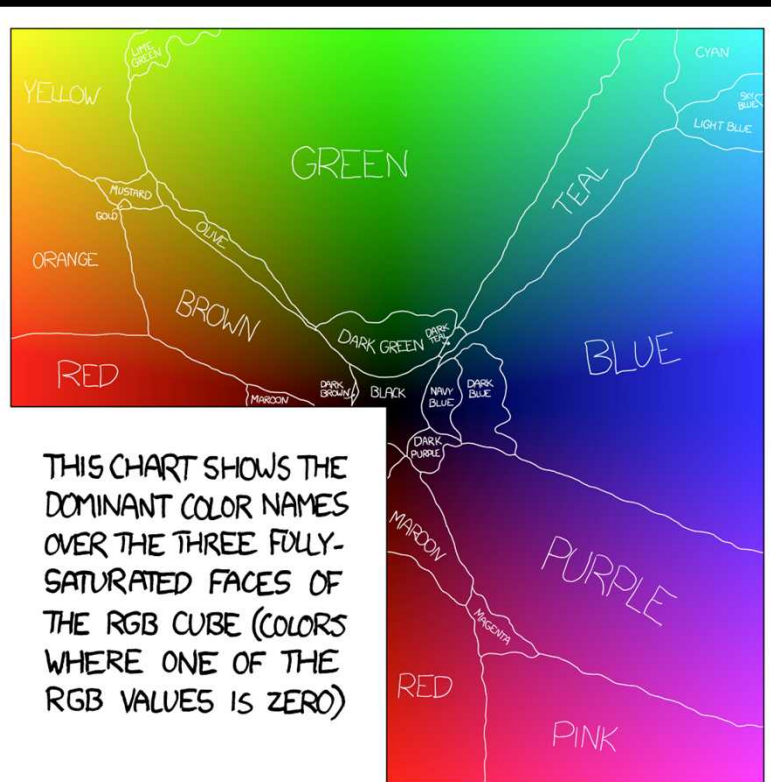 LIME
GREEN
CYAN
YELLOW
SKY
BLUE
LIGHT BLUE
GREEN
MUSTARD
TEAL
GOLD
OLIVE
ORANGE
BROWN
DARK GREEN
DARK
TEAL
BLUE
RED
DARK
BROWN
BLACK
NAVY
BLUE
DARK
BLUE
MAROON
DARK
PURPLE
THIS CHART SHOWS THE
DOMINANT COLOR NAMES
OVER THE THREE FULLY-
SATURATED FACES OF
THE RGB CUBE (COLORS
WHERE ONE OF THE
RGB VALUES IS ZERO)
MAROON
PURPLE
MAGENTA
RED
PINK